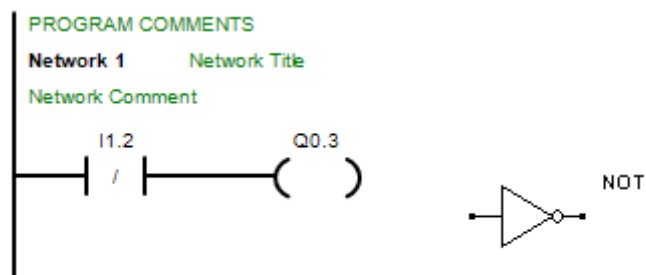 PROGRAM COMMENTS
Network 1 Network Title
Network Comment
I1.2 Q0.3
/
NOT